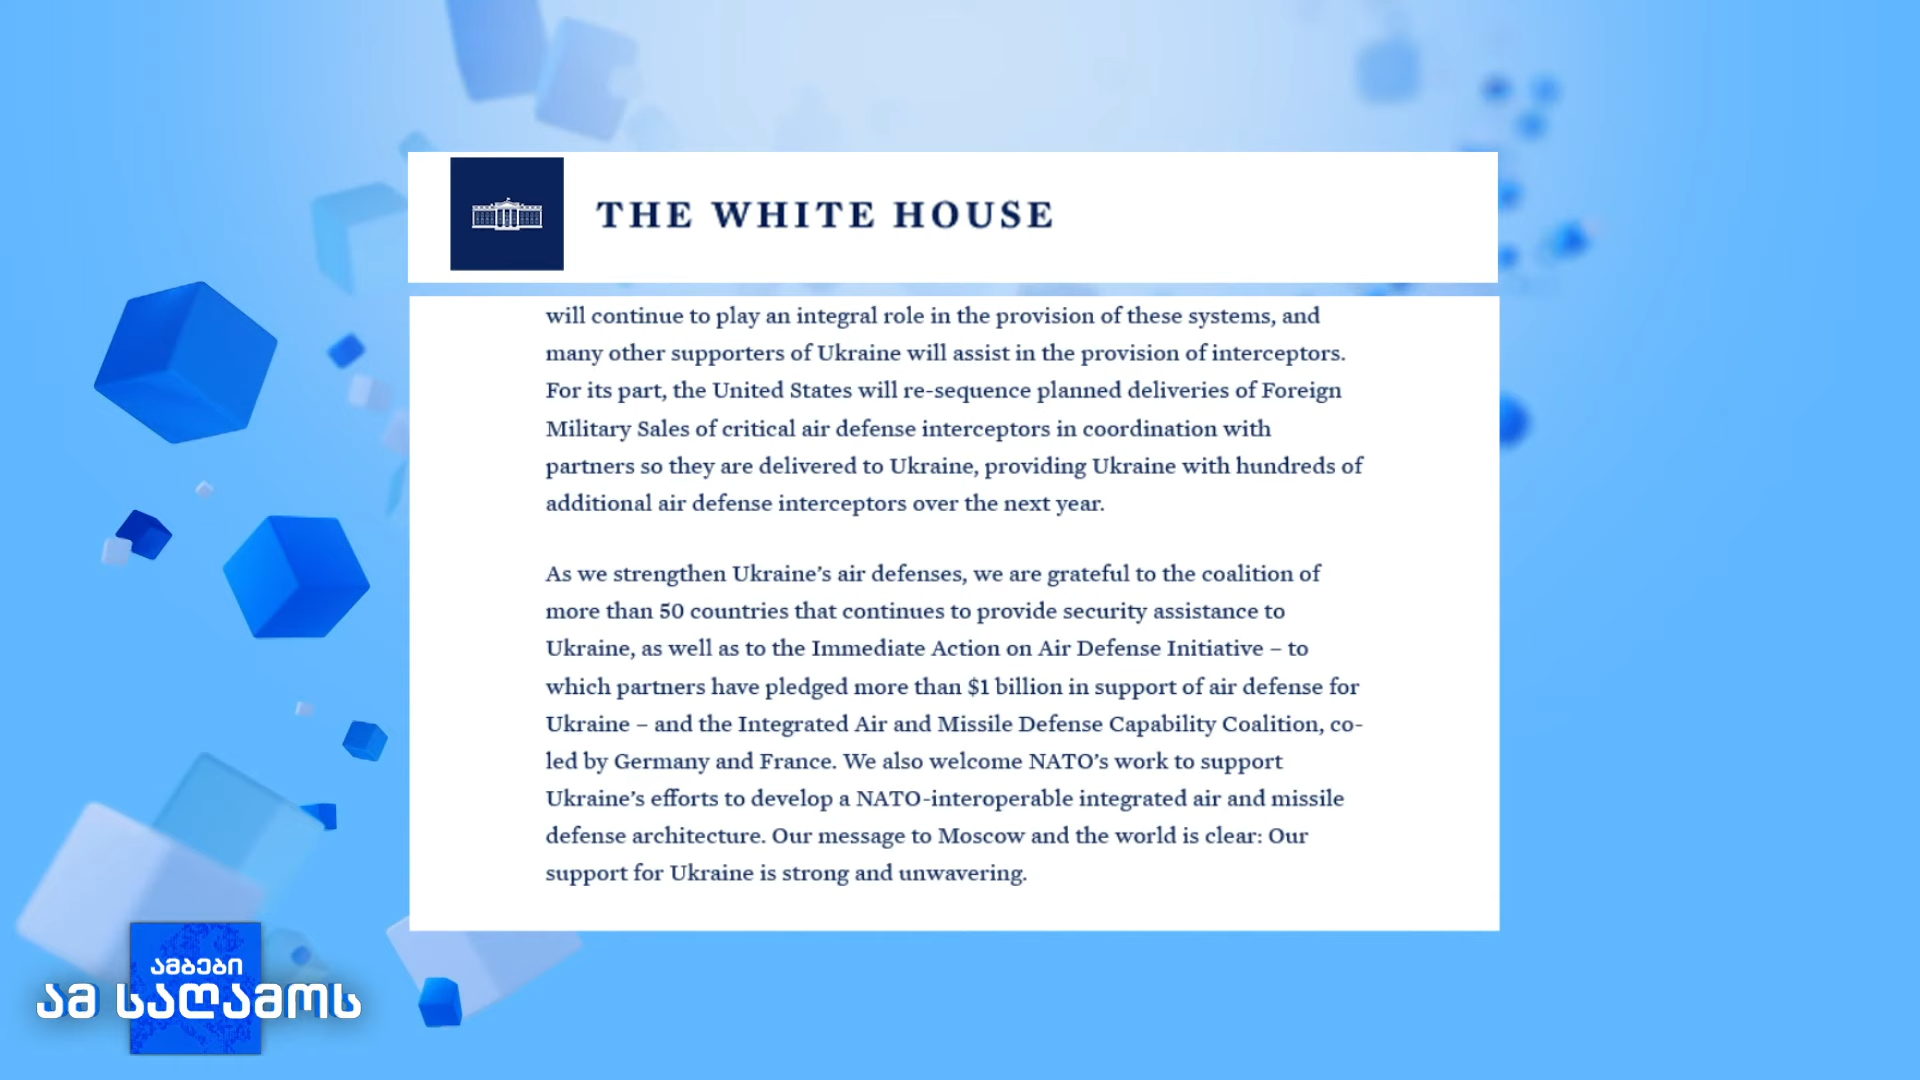 THE WHITE HOUSE
will continue to play an integral role in the provision of these systems, and
many other supporters of Ukraine will assist in the provision of interceptors.
For its part, the United States will re-sequence planned deliveries of Foreign
Military Sales of critical air defense interceptors in coordination with
partners so they are delivered to Ukraine, providing Ukraine with hundreds of
additional air defense interceptors over the next year.
As we strengthen Ukraine’s air defenses, we are grateful to the coalition of
more than 50 countries that continues to provide security assistance to
Ukraine, as well as to the Immediate Action on Air Defense Initiative – to
which partners have pledged more than $1 billion in support of air defense for
Ukraine – and the Integrated Air and Missile Defense Capability Coalition, co-
led by Germany and France. We also welcome NATO’s work to support
Ukraine’s efforts to develop a NATO-interoperable integrated air and missile
defense architecture. Our message to Moscow and the world is clear: Our
support for Ukraine is strong and unwavering.
ამბები
ამ საღამოს